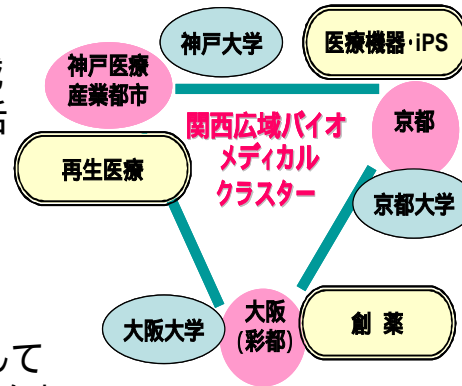 神戸大学
医療機器・iPS
神戸医療
産業都市
関西広域バイオ
メディカル
クラスター
京都
再生医療
京都大学
大阪大学
大阪
(彩都)
創 薬
して